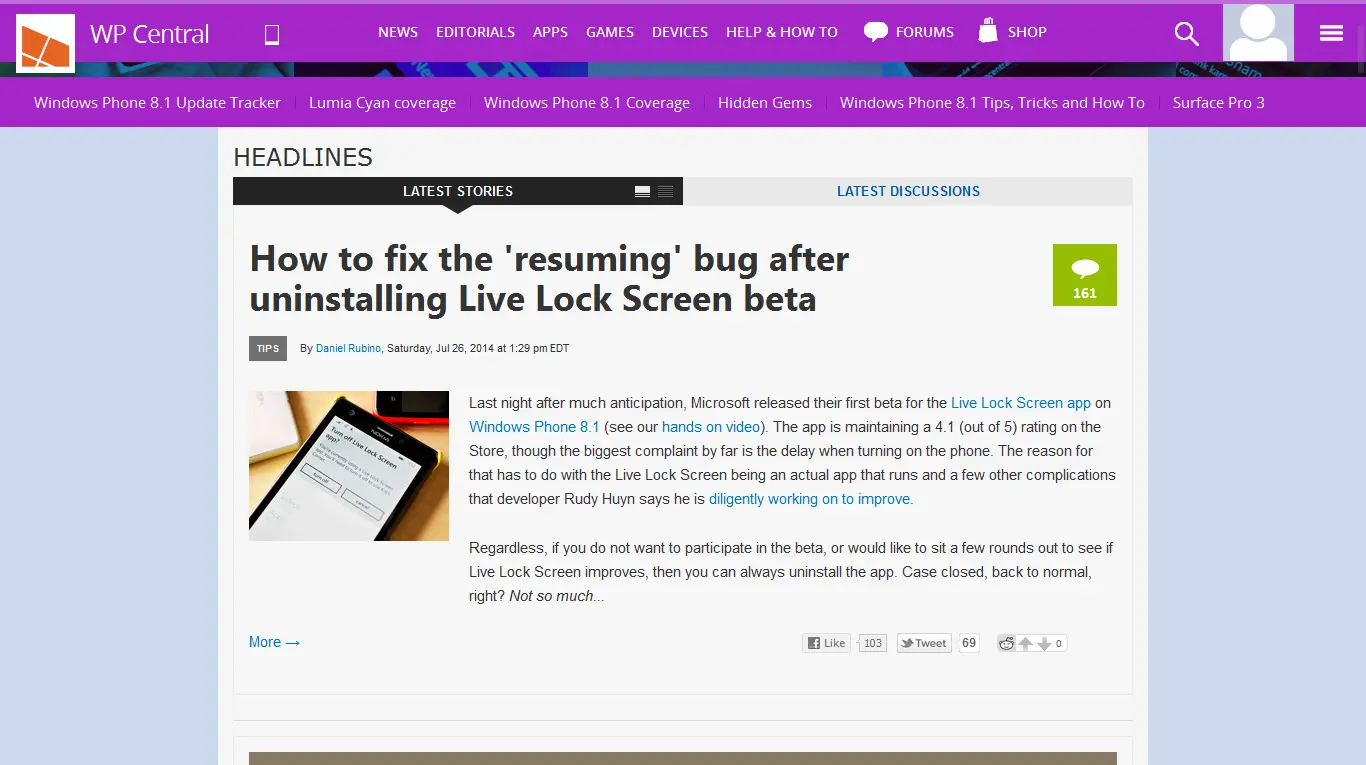 WP Central
NEWS EDITORIALS APPS GAMES DEVICES HELP & HOW TO FORUMS SHOP
Windows Phone 8.1 Update Tracker Lumia Cyan coverage Windows Phone 8.1 Coverage Hidden Gems Windows Phone 8.1 Tips, Tricks and How To Surface Pro 3
HEADLINES
LATEST STORIES LATEST DISCUSSIONS
How to fix the 'resuming' bug after
uninstalling Live Lock Screen beta
161
TIPS By Daniel Rubino, Saturday, Jul 26, 2014 at 1:29 pm EDT
NOKIA
Turn off Live Lock Screen
app?
Turn off
cancel
Last night after much anticipation, Microsoft released their first beta for the Live Lock Screen app on
Windows Phone 8.1 (see our hands on video). The app is maintaining a 4.1 (out of 5) rating on the
Store, though the biggest complaint by far is the delay when turning on the phone. The reason for
that has to do with the Live Lock Screen being an actual app that runs and a few other complications
that developer Rudy Huyn says he is diligently working on to improve.
Regardless, if you do not want to participate in the beta, or would like to sit a few rounds out to see if
Live Lock Screen improves, then you can always uninstall the app. Case closed, back to normal,
right? Not so much...
More → Like 103 Tweet 69 0